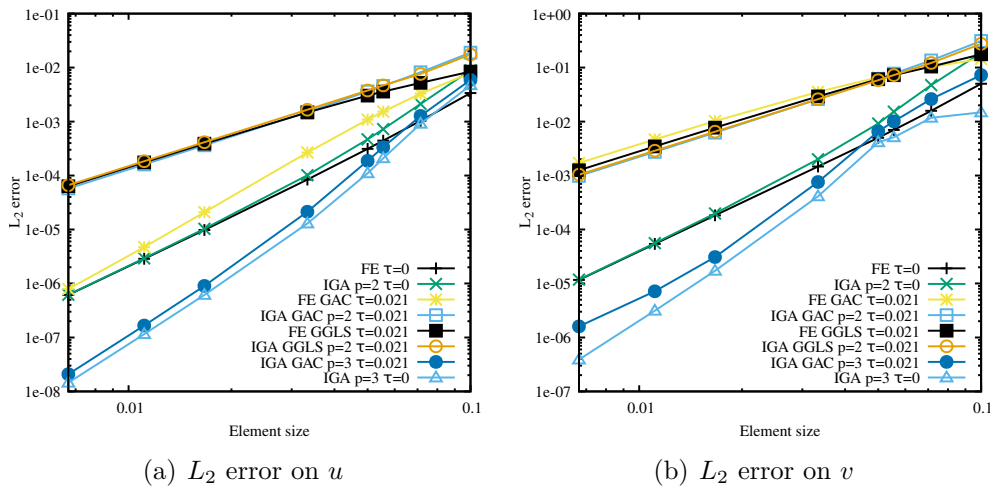 1e-01
1e-02
1e-03
1e-04
1e-05
1e-06
1e-07
1e-08
L2 error
0.01
0.1
Element size
FE τ=0
IGA p=2 τ=0
FE GAC τ=0.021
IGA GAC p=2 τ=0.021
FE GGLS τ=0.021
IGA GGLS p=2 τ=0.021
IGA GAC p=3 τ=0.021
IGA p=3 τ=0
(a) L2 error on u
1e+00
1e-01
1e-02
1e-03
1e-04
1e-05
1e-06
1e-07
L2 error
0.01
0.1
Element size
FE τ=0
IGA p=2 τ=0
FE GAC τ=0.021
IGA GAC p=2 τ=0.021
FE GGLS τ=0.021
IGA GGLS p=2 τ=0.021
IGA GAC p=3 τ=0.021
IGA p=3 τ=0
(b) L2 error on v